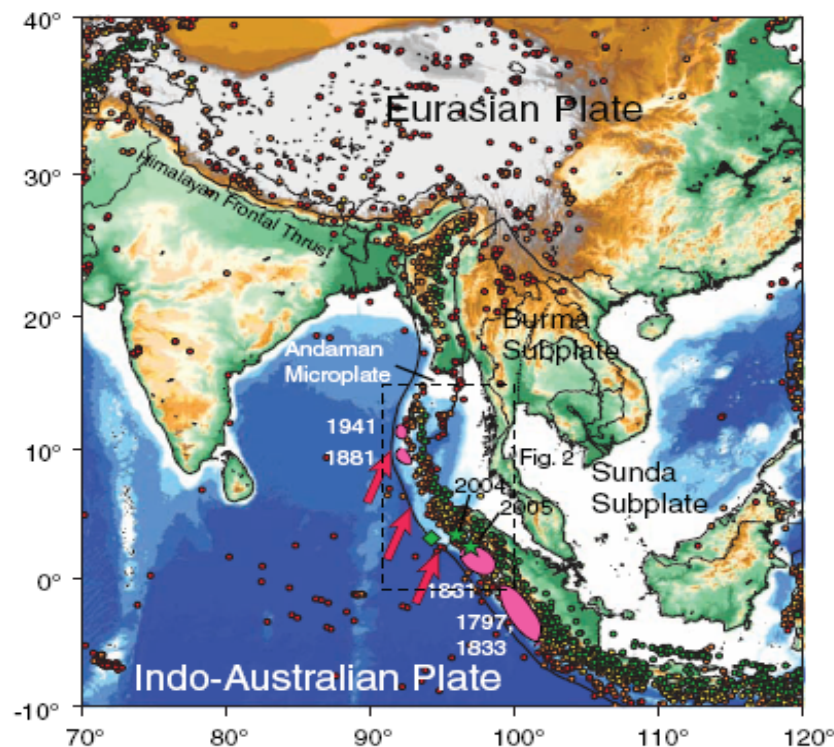 40°
30°
20°
10°
0°
-10°
70°
80°
90°
100°
110°
120°
Eurasian Plate
Himalayan Frontal Thrust
Burma
Subplate
Andaman
Microplate
1941
1881
Fig. 2
2004
Sunda
Subplate
2005
1861
1797,
1833
Indo-Australian Plate